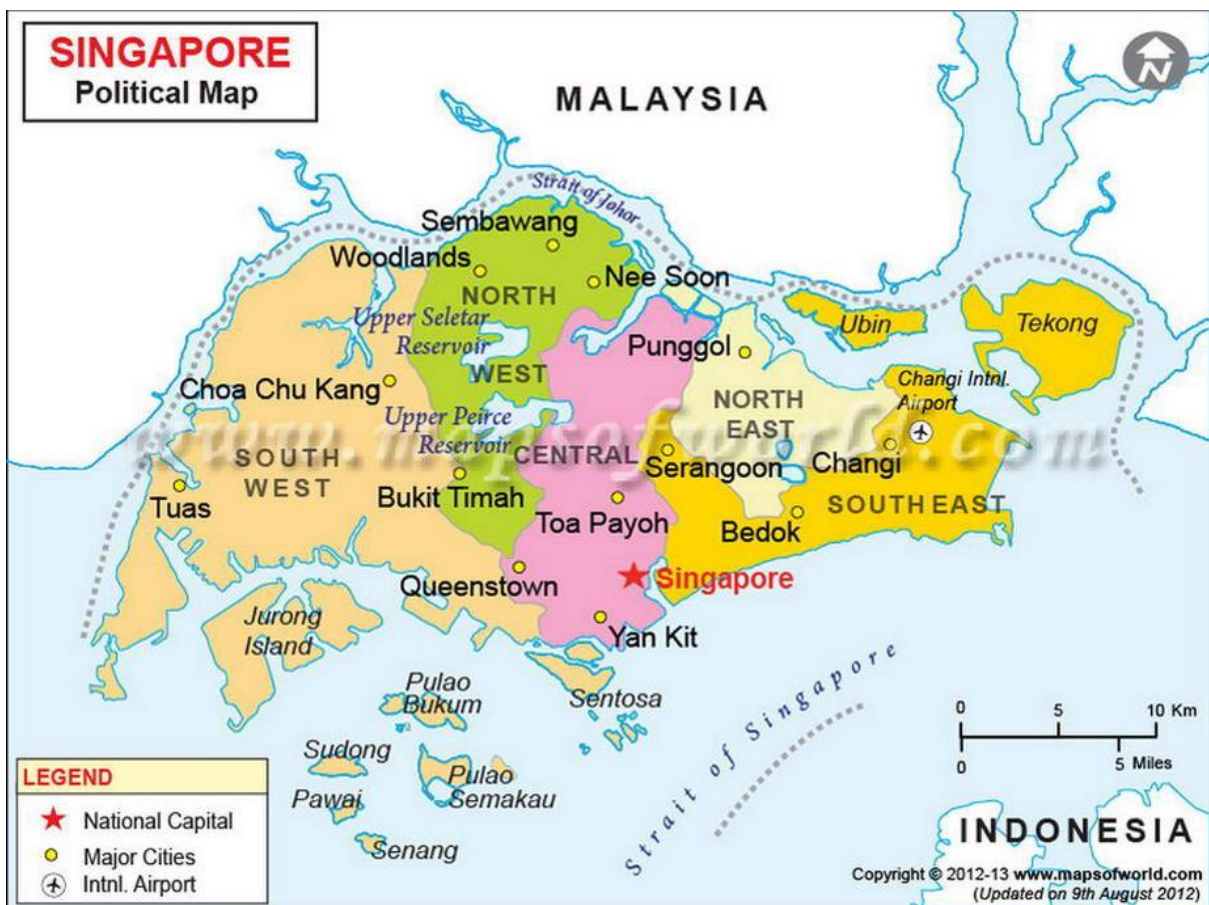 SINGAPORE
Political Map
N
MALAYSIA
Strait of Johor
Sembawang
Woodlands
Nee Soon
NORTH
WEST
Upper Seletar
Reservoir
Ubin
Tekong
Punggol
Choa Chu Kang
Changi Intnl.
Airport
NORTH
EAST
Upper Peirce
Reservoir
www.mapsofworld.com
SOUTH
WEST
CENTRAL
Serangoon
Changi
Tuas
Bukit Timah
Toa Payoh
Bedok
SOUTH EAST
Queenstown
Singapore
Jurong
Island
Yan Kit
Pulao
Bukum
Sentosa
Strait of Singapore
Sudong
Pulao
Semakau
Pawai
Senang
0 5 10 Km
0 5 Miles
LEGEND
National Capital
Major Cities
Intnl. Airport
INDONESIA
Copyright © 2012-13 www.mapsofworld.com
(Updated on 9th August 2012)